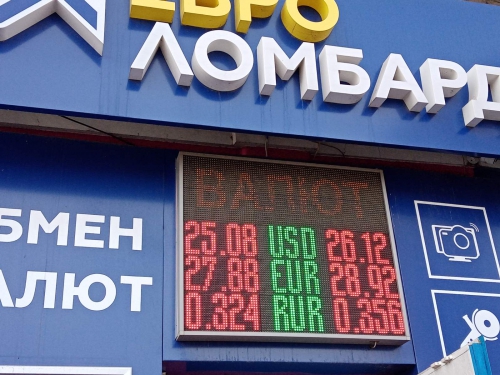 ЕВРО
ЛОМБАРД
БМЕН
АЛЮТ
ВАЛЮТ
25.08 USD 26.12
27.88 EUR 28.92
0.324 RUR 0.356